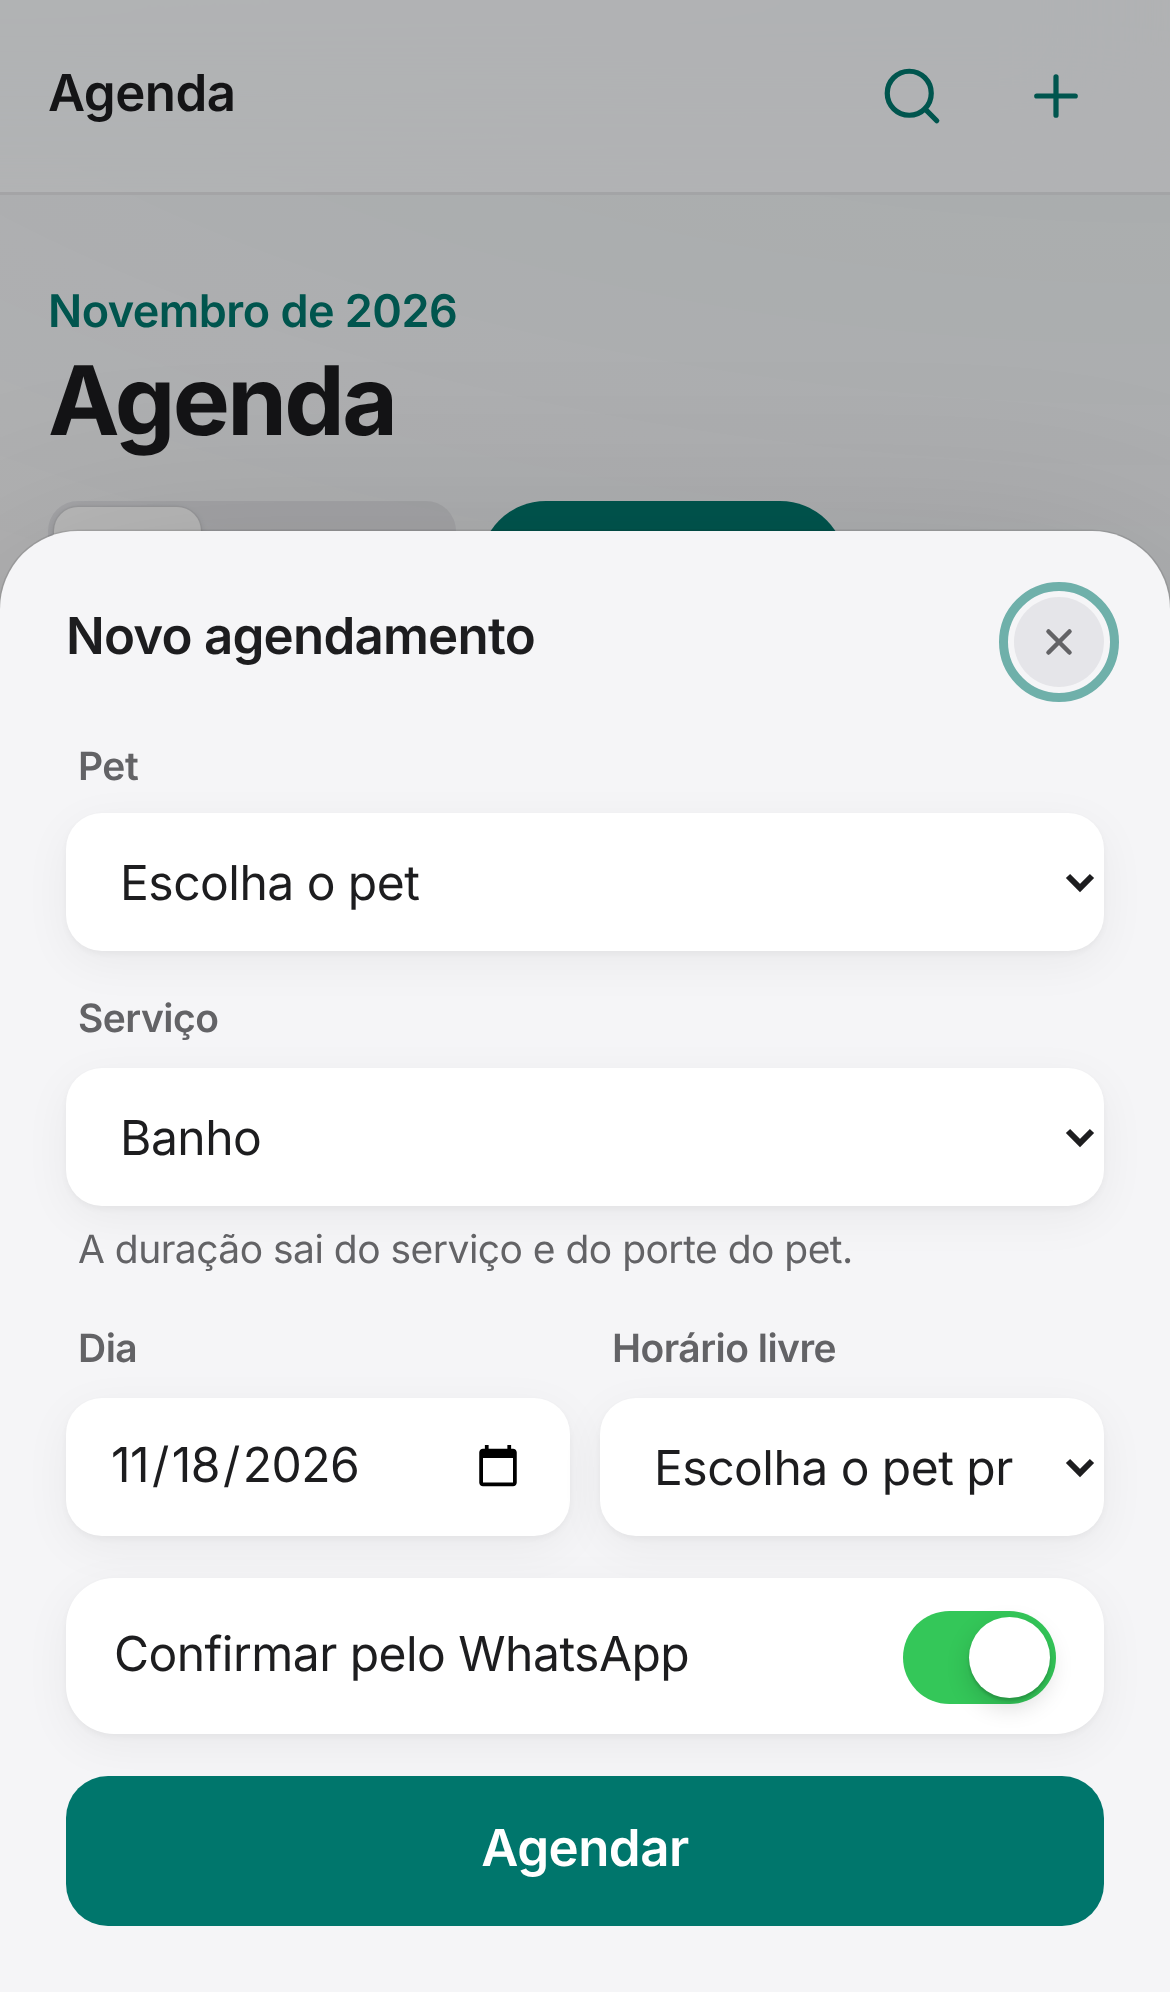 Agenda
Novembro de 2026
Agenda
Novo agendamento
Pet
Escolha o pet
Serviço
Banho
A duração sai do serviço e do porte do pet.
Dia
Horário livre
11/18/2026
Escolha o pet pr
Confirmar pelo WhatsApp
Agendar